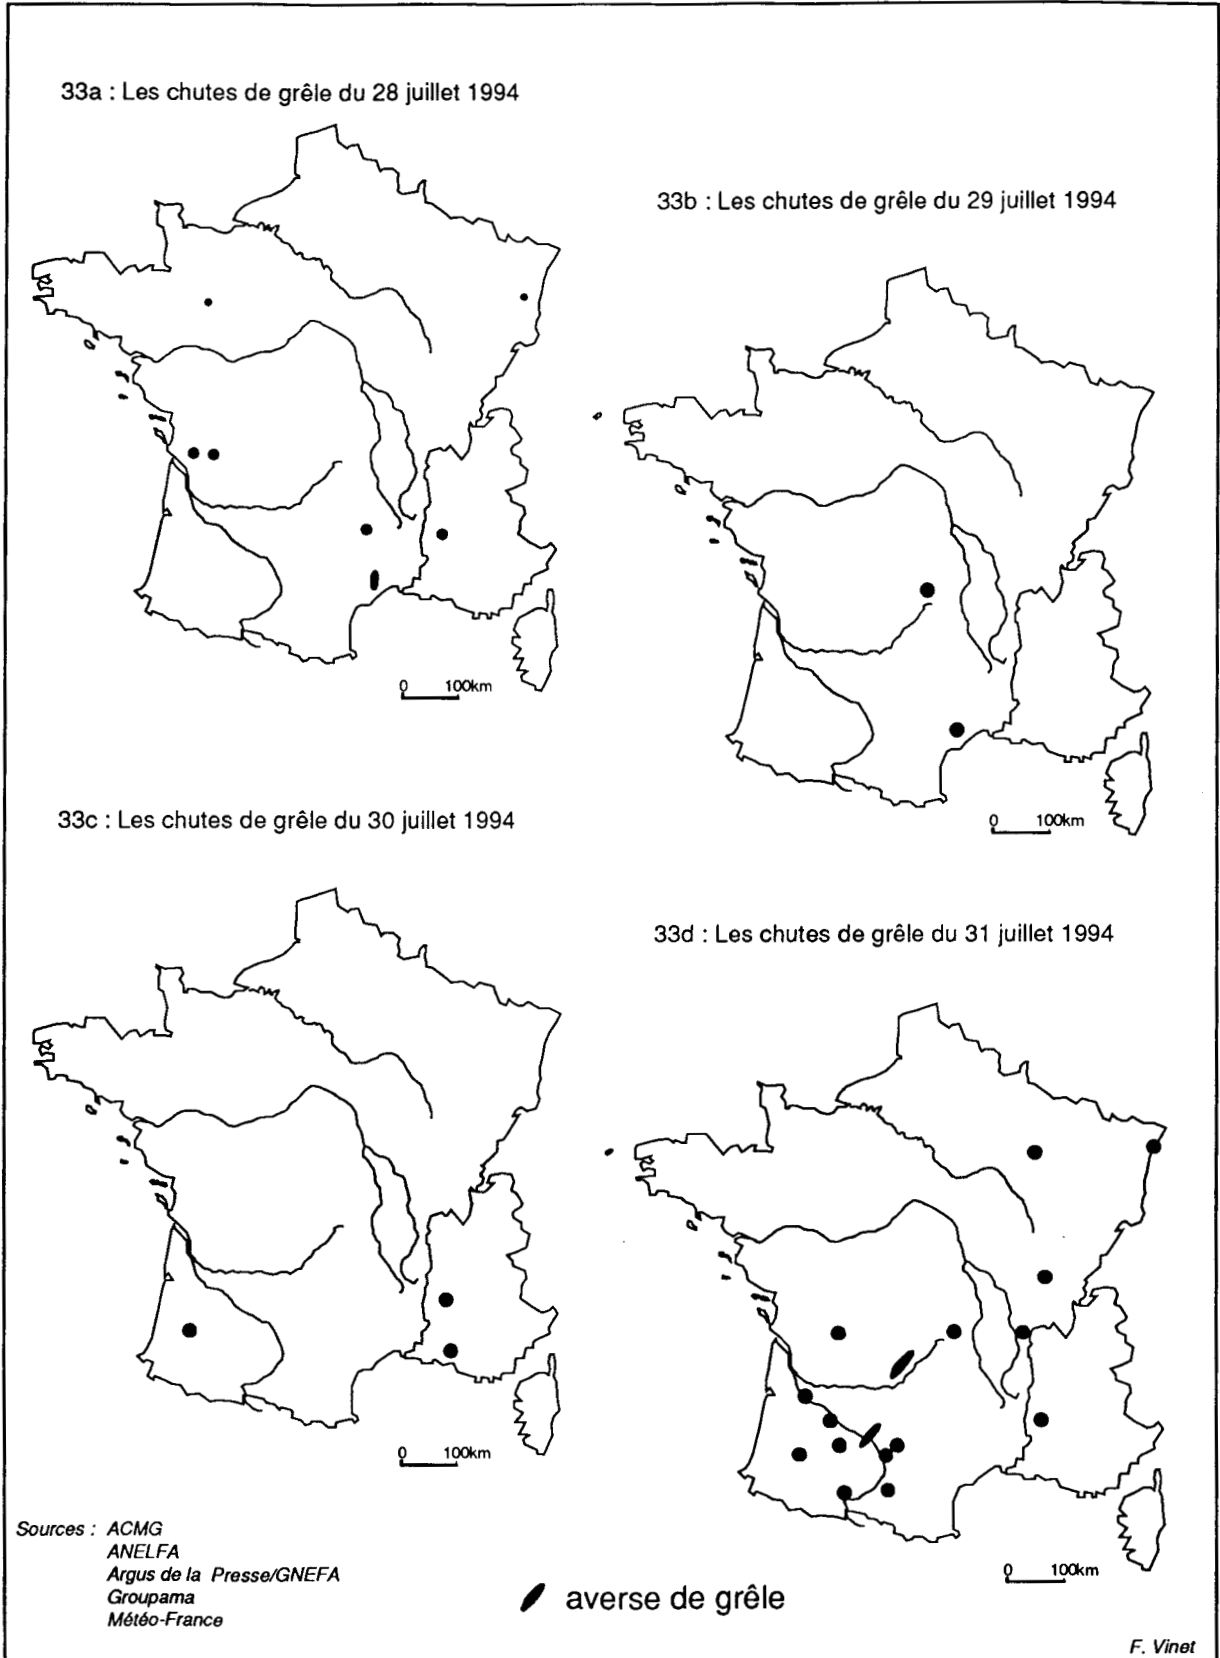 33a : Les chutes de grêle du 28 juillet 1994
33b : Les chutes de grêle du 29 juillet 1994
0 100km
0 100km
33c : Les chutes de grêle du 30 juillet 1994
33d : Les chutes de grêle du 31 juillet 1994
0 100km
0 100km
Sources : ACMG
ANELFA
Argus de la Presse/GNEFA
Groupama
Météo-France
averse de grêle
F. Vinet